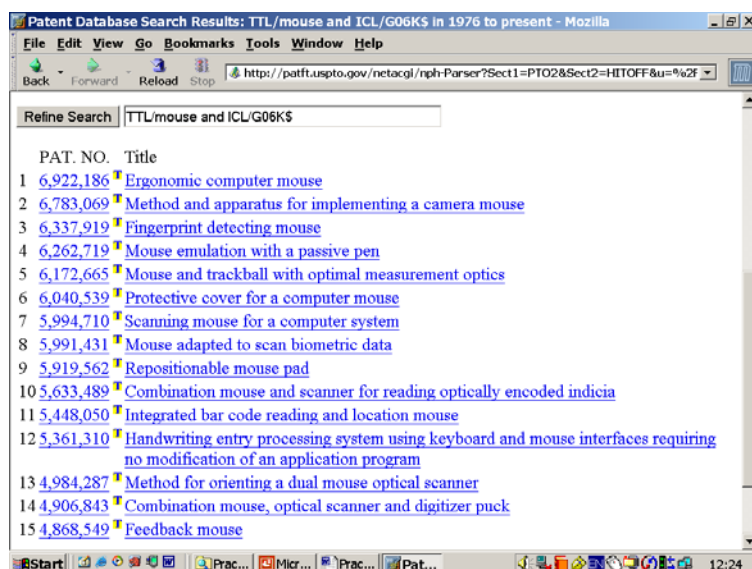 Patent Database Search Results: TTL/mouse and ICL/G06K$ in 1976 to present - Mozilla
File Edit View Go Bookmarks Tools Window Help
Back Forward Reload Stop http://patft.uspto.gov/netacgi/nph-Parser?Sect1=PTO2&Sect2=HITOFF&u=%2f
Refine Search TTL/mouse and ICL/G06K$
PAT. NO. Title
1 6,922,186 T Ergonomic computer mouse
2 6,783,069 T Method and apparatus for implementing a camera mouse
3 6,337,919 T Fingerprint detecting mouse
4 6,262,719 T Mouse emulation with a passive pen
5 6,172,665 T Mouse and trackball with optimal measurement optics
6 6,040,539 T Protective cover for a computer mouse
7 5,994,710 T Scanning mouse for a computer system
8 5,991,431 T Mouse adapted to scan biometric data
9 5,919,562 T Repositionable mouse pad
10 5,633,489 T Combination mouse and scanner for reading optically encoded indicia
11 5,448,050 T Integrated bar code reading and location mouse
12 5,361,310 T Handwriting entry processing system using keyboard and mouse interfaces requiring
no modification of an application program
13 4,984,287 T Method for orienting a dual mouse optical scanner
14 4,906,843 T Combination mouse, optical scanner and digitizer puck
15 4,868,549 T Feedback mouse
Start Prac... Micr... Prac... Pat... EN 12:24